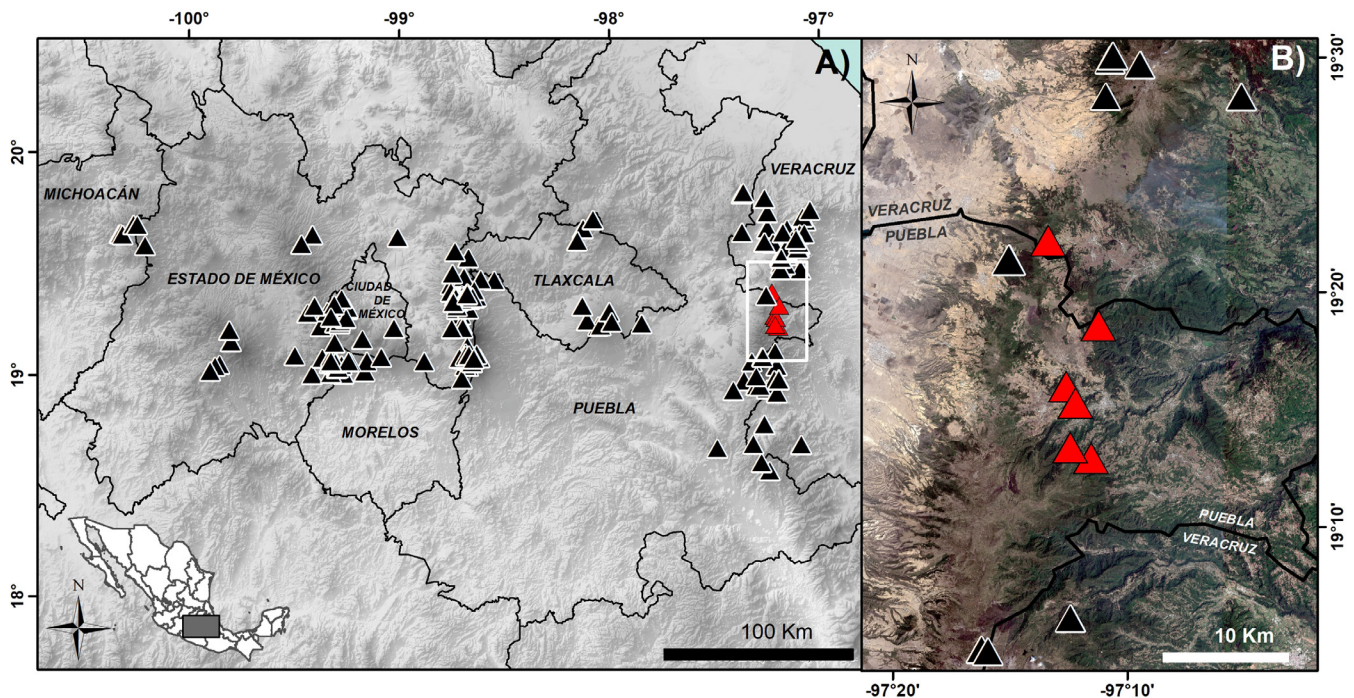 -100°
-99°
-98°
-97°
A)
B)
19°30'
20°
MICHOACÁN
VERACRUZ
VERACRUZ
PUEBLA
ESTADO DE MÉXICO
CIUDAD
DE
MÉXICO
TLAXCALA
19°20'
19°
MORELOS
PUEBLA
19°10'
PUEBLA
VERACRUZ
18°
N
N
100 Km
10 Km
-97°20'
-97°10'